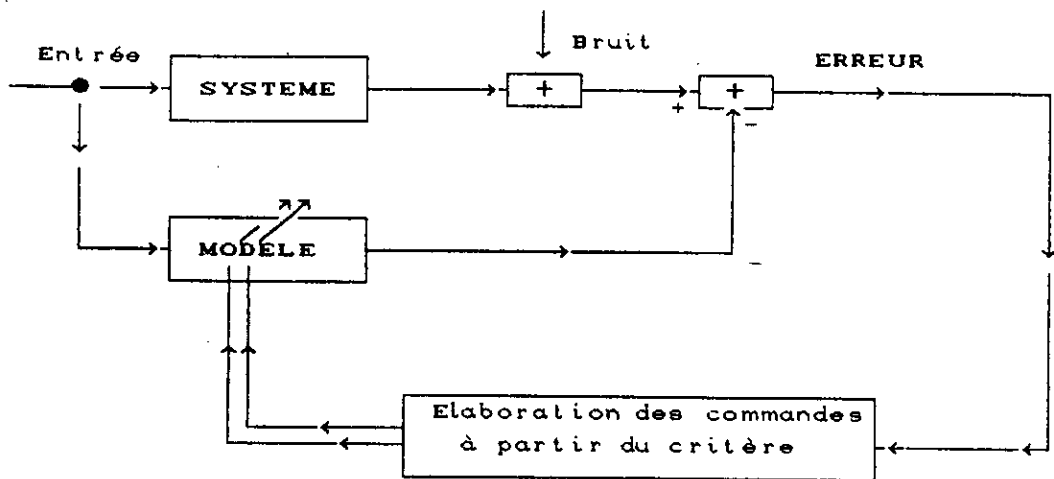 Entrée
Bruit
ERREUR
SYSTEME
+
+
+
-
MODELE
-
Elaboration des commandes
à partir du critère